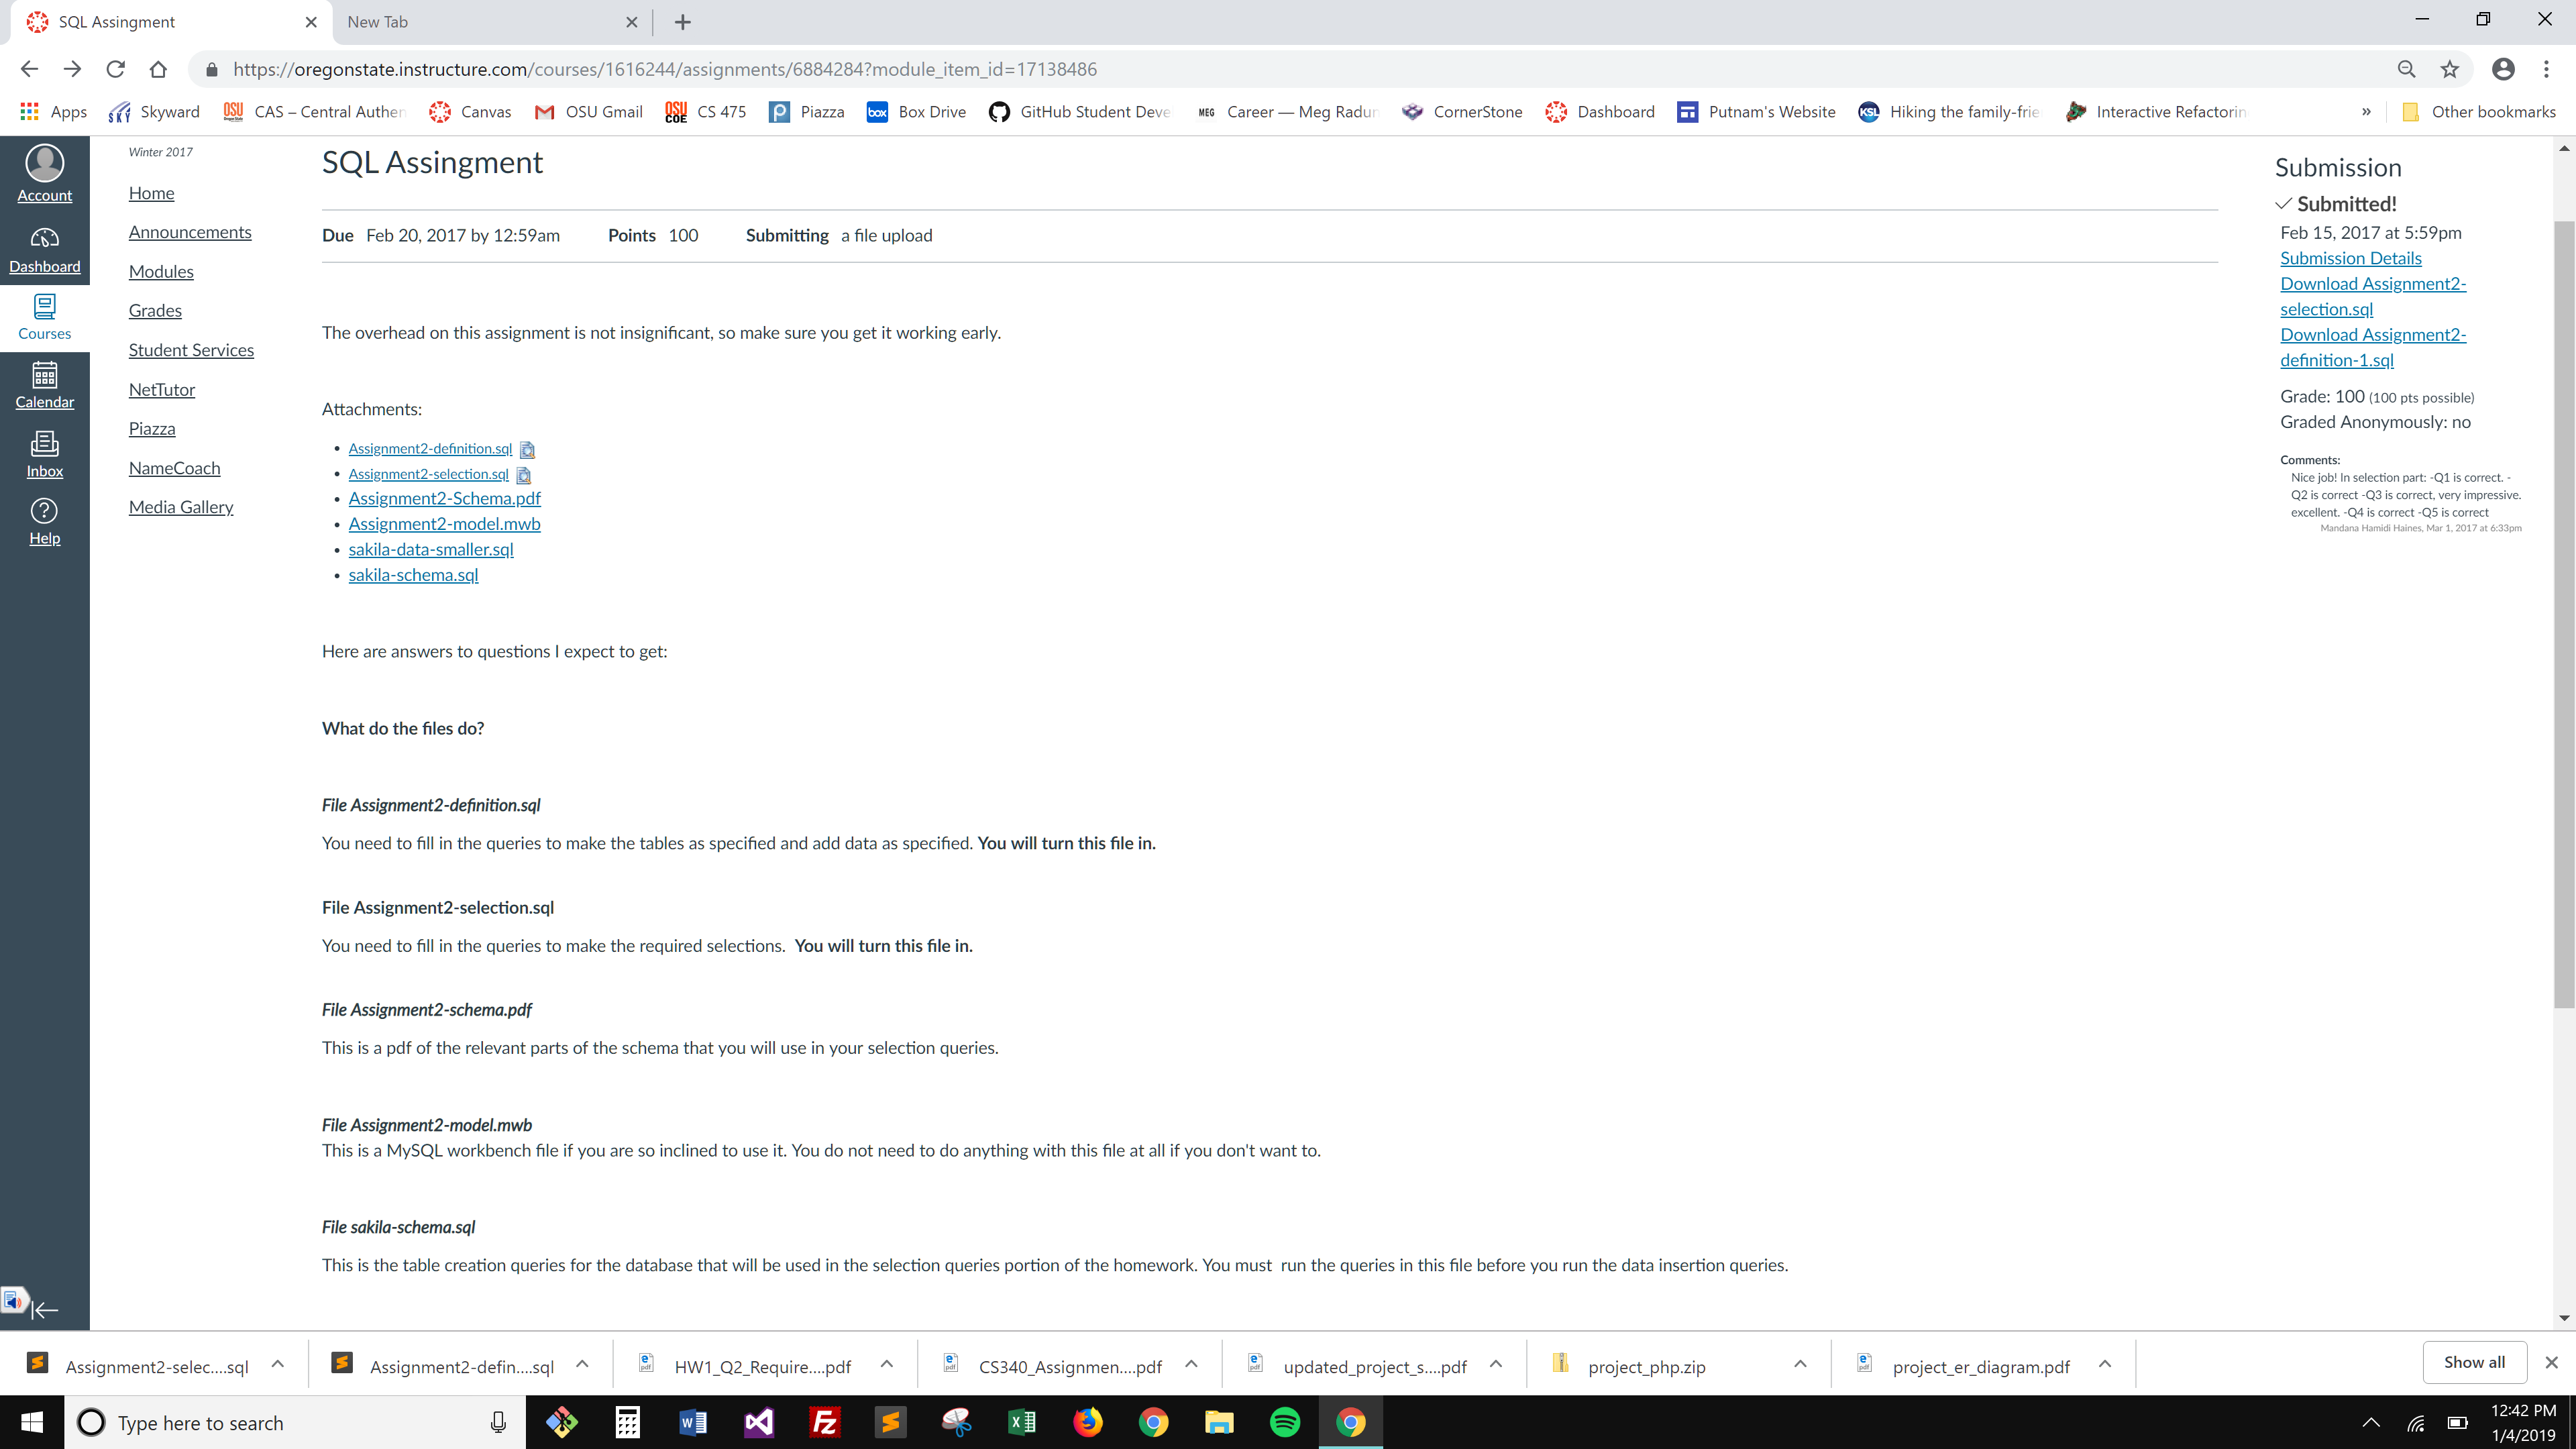 SQL Assingment
New Tab
https://oregonstate.instructure.com/courses/1616244/assignments/6884284?module_item_id=17138486
Apps
Skyward
CAS – Central Authen
Canvas
OSU Gmail
CS 475
Piazza
Box Drive
GitHub Student Deve
MEG
Career — Meg Radun
CornerStone
Dashboard
Putnam's Website
Hiking the family-frie
Interactive Refactorin
»
Other bookmarks
Account
Dashboard
Courses
Calendar
Inbox
Help
Winter 2017
Home
Announcements
Modules
Grades
Student Services
NetTutor
Piazza
NameCoach
Media Gallery
SQL Assingment
Due Feb 20, 2017 by 12:59am Points 100 Submitting a file upload
The overhead on this assignment is not insignificant, so make sure you get it working early.
Attachments:
• Assignment2-definition.sql
• Assignment2-selection.sql
• Assignment2-Schema.pdf
• Assignment2-model.mwb
• sakila-data-smaller.sql
• sakila-schema.sql
Here are answers to questions I expect to get:
What do the files do?
File Assignment2-definition.sql
You need to fill in the queries to make the tables as specified and add data as specified. You will turn this file in.
File Assignment2-selection.sql
You need to fill in the queries to make the required selections. You will turn this file in.
File Assignment2-schema.pdf
This is a pdf of the relevant parts of the schema that you will use in your selection queries.
File Assignment2-model.mwb
This is a MySQL workbench file if you are so inclined to use it. You do not need to do anything with this file at all if you don't want to.
File sakila-schema.sql
This is the table creation queries for the database that will be used in the selection queries portion of the homework. You must run the queries in this file before you run the data insertion queries.
Submission
Submitted!
Feb 15, 2017 at 5:59pm
Submission Details
Download Assignment2-
selection.sql
Download Assignment2-
definition-1.sql
Grade: 100 (100 pts possible)
Graded Anonymously: no
Comments:
Nice job! In selection part: -Q1 is correct. -
Q2 is correct -Q3 is correct, very impressive.
excellent. -Q4 is correct -Q5 is correct
Mandana Hamidi Haines, Mar 1, 2017 at 6:33pm
Assignment2-selec....sql
Assignment2-defin....sql
HW1_Q2_Require....pdf
CS340_Assignmen....pdf
updated_project_s....pdf
project_php.zip
project_er_diagram.pdf
Show all
Type here to search
12:42 PM
1/4/2019